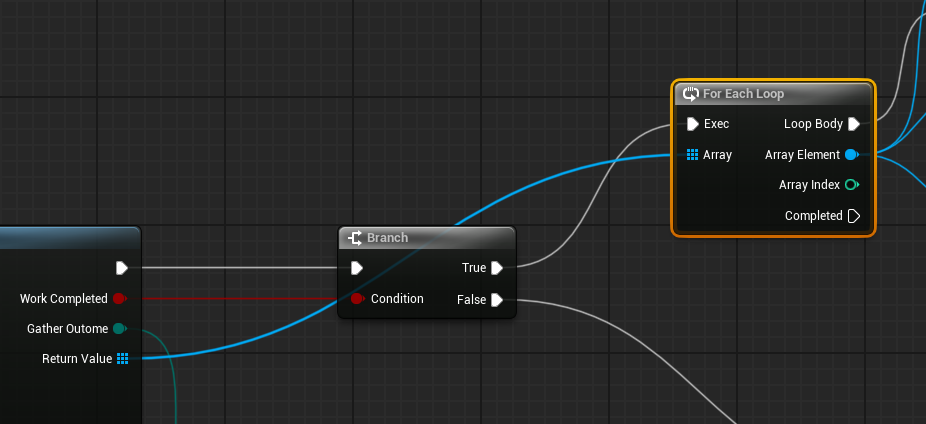 For Each Loop
Exec
Loop Body
Array
Array Element
Array Index
Completed
Branch
True
Work Completed
Condition
False
Gather Outome
Return Value